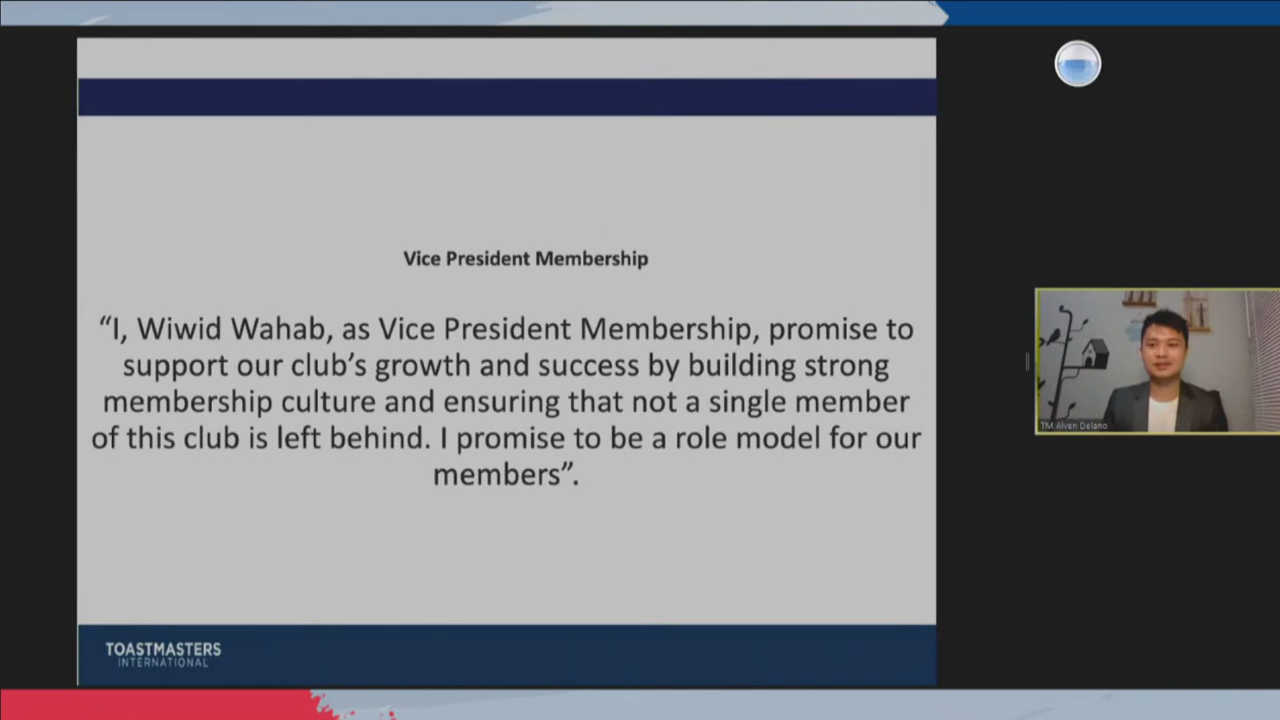 Vice President Membership
“I, Wiwid Wahab, as Vice President Membership, promise to
support our club’s growth and success by building strong
membership culture and ensuring that not a single member
of this club is left behind. I promise to be a role model for our
members”.
TM Alven Delano
TOASTMASTERS
INTERNATIONAL